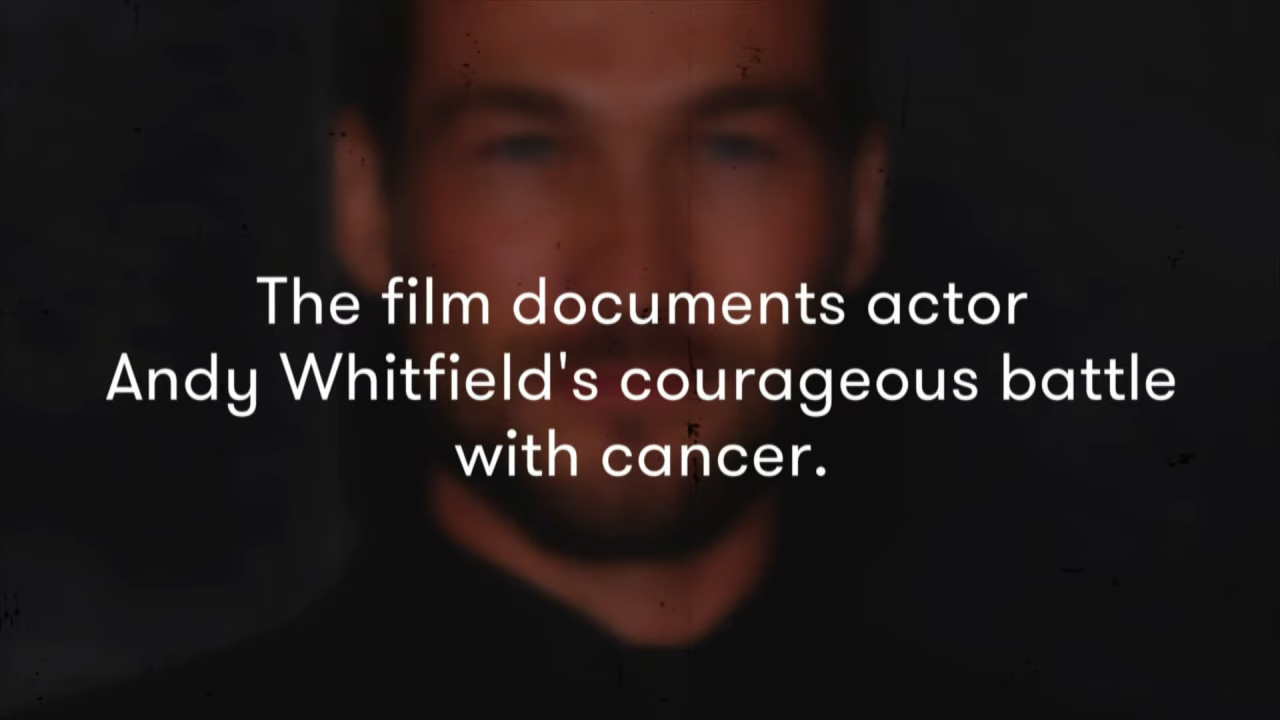 The film documents actor
Andy Whitfield's courageous battle
with cancer.